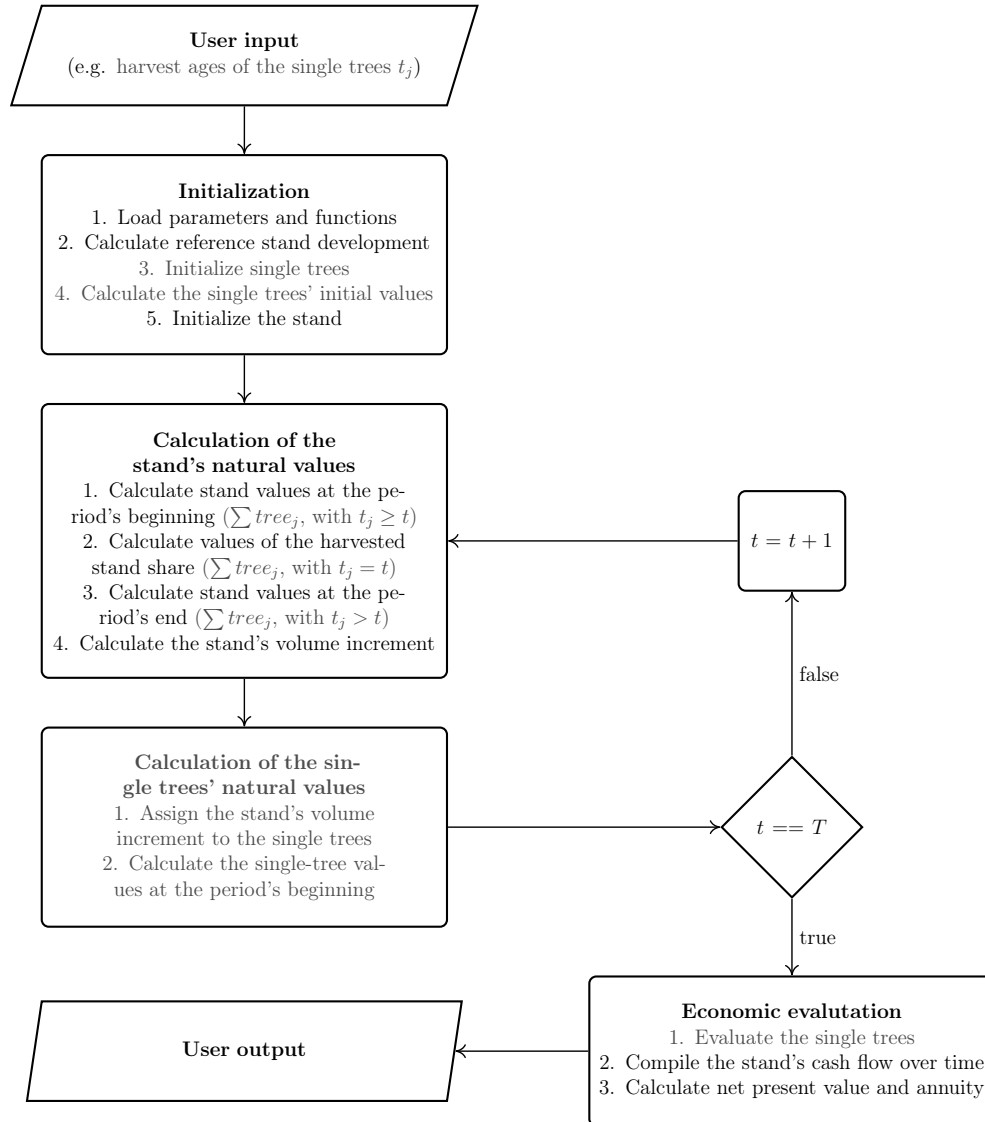 User input
(e.g. harvest ages of the single trees t_j)
Initialization
1. Load parameters and functions
2. Calculate reference stand development
3. Initialize single trees
4. Calculate the single trees’ initial values
5. Initialize the stand
Calculation of the
stand’s natural values
1. Calculate stand values at the pe-
riod’s beginning (∑ tree_j, with t_j ≥ t)
2. Calculate values of the harvested
stand share (∑ tree_j, with t_j = t)
3. Calculate stand values at the pe-
riod’s end (∑ tree_j, with t_j > t)
4. Calculate the stand’s volume increment
t = t + 1
false
Calculation of the sin-
gle trees’ natural values
1. Assign the stand’s volume
increment to the single trees
2. Calculate the single-tree val-
ues at the period’s beginning
t == T
true
Economic evalutation
1. Evaluate the single trees
2. Compile the stand’s cash flow over time
3. Calculate net present value and annuity
User output